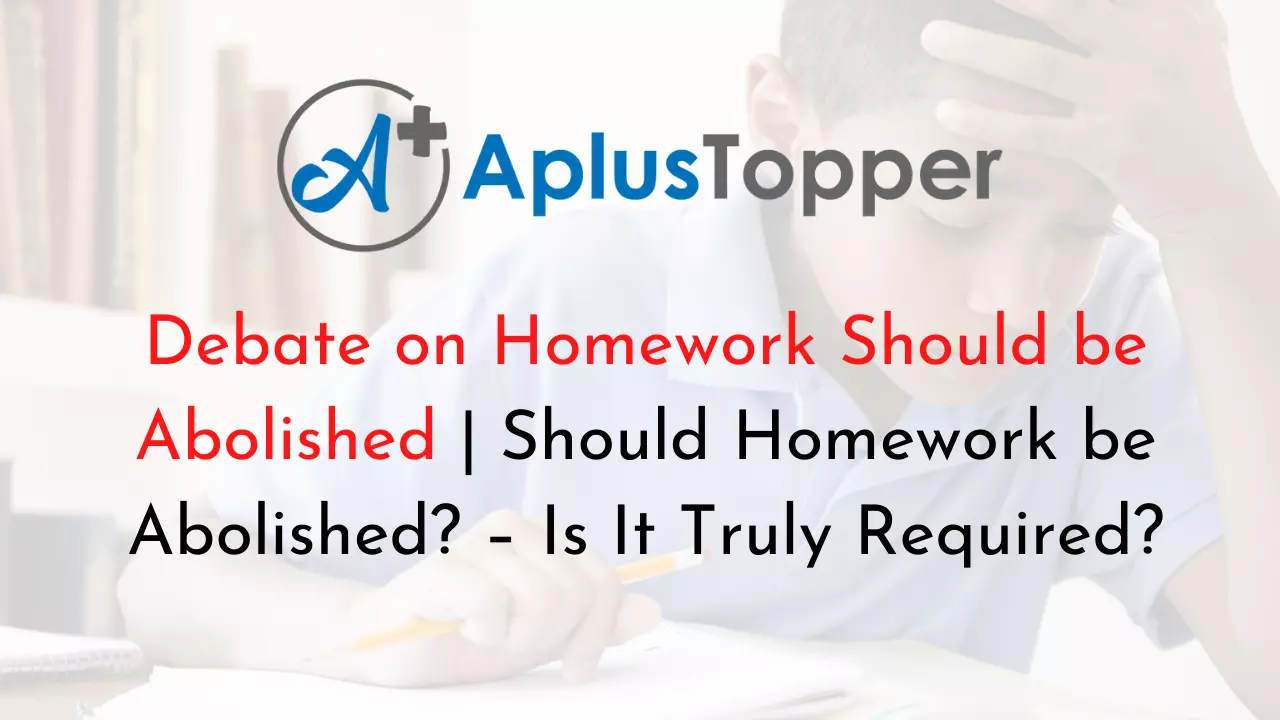 A+ AplusTopper
Debate on Homework Should be
Abolished | Should Homework be
Abolished? – Is It Truly Required?